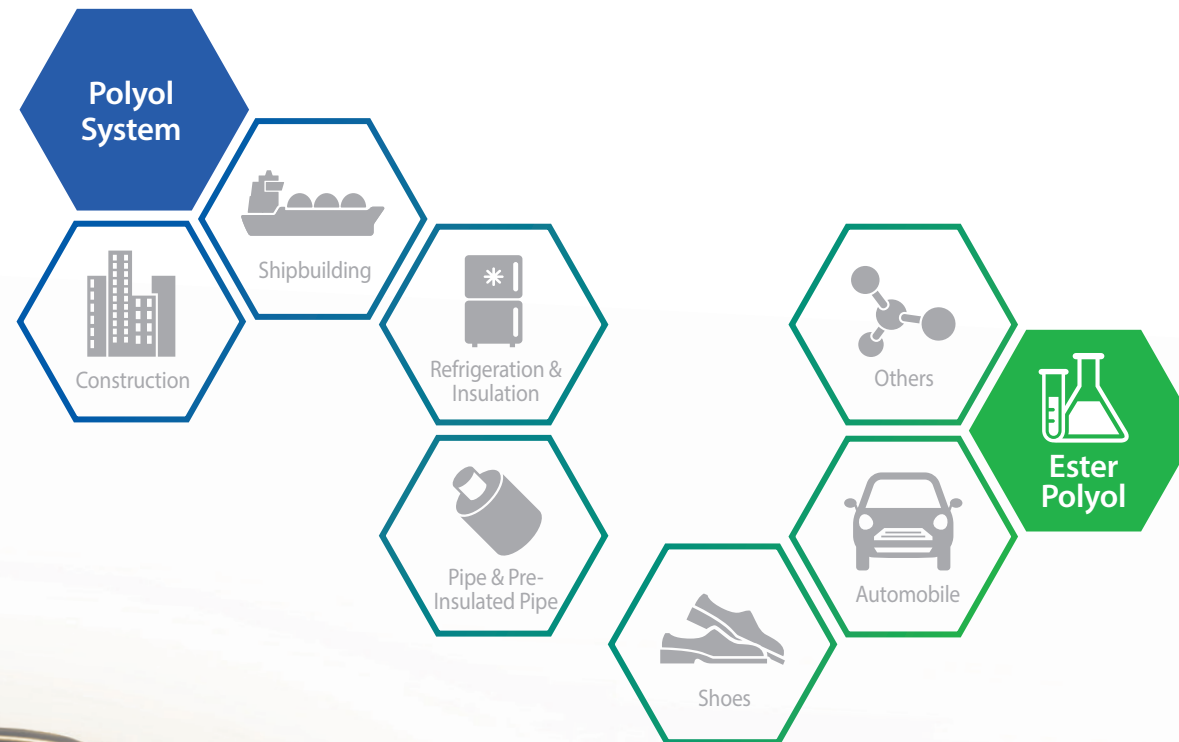 Polyol
System
Shipbuilding
Construction
Refrigeration &
Insulation
Pipe & Pre-
Insulated Pipe
Others
Ester
Polyol
Automobile
Shoes